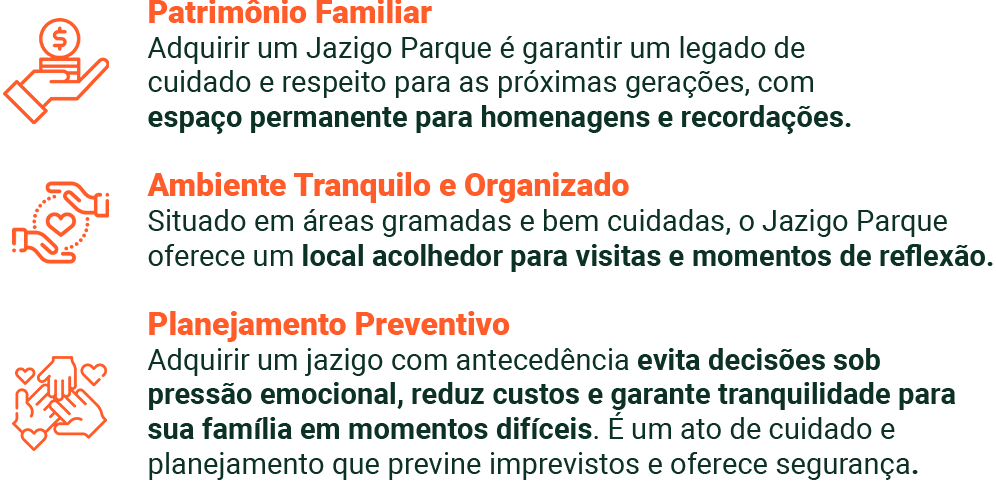 Patrimônio Familiar
Adquirir um Jazigo Parque é garantir um legado de
cuidado e respeito para as próximas gerações, com
espaço permanente para homenagens e recordações.
Ambiente Tranquilo e Organizado
Situado em áreas gramadas e bem cuidadas, o Jazigo Parque
oferece um local acolhedor para visitas e momentos de reflexão.
Planejamento Preventivo
Adquirir um jazigo com antecedência evita decisões sob
pressão emocional, reduz custos e garante tranquilidade para
sua família em momentos difíceis. É um ato de cuidado e
planejamento que previne imprevistos e oferece segurança.